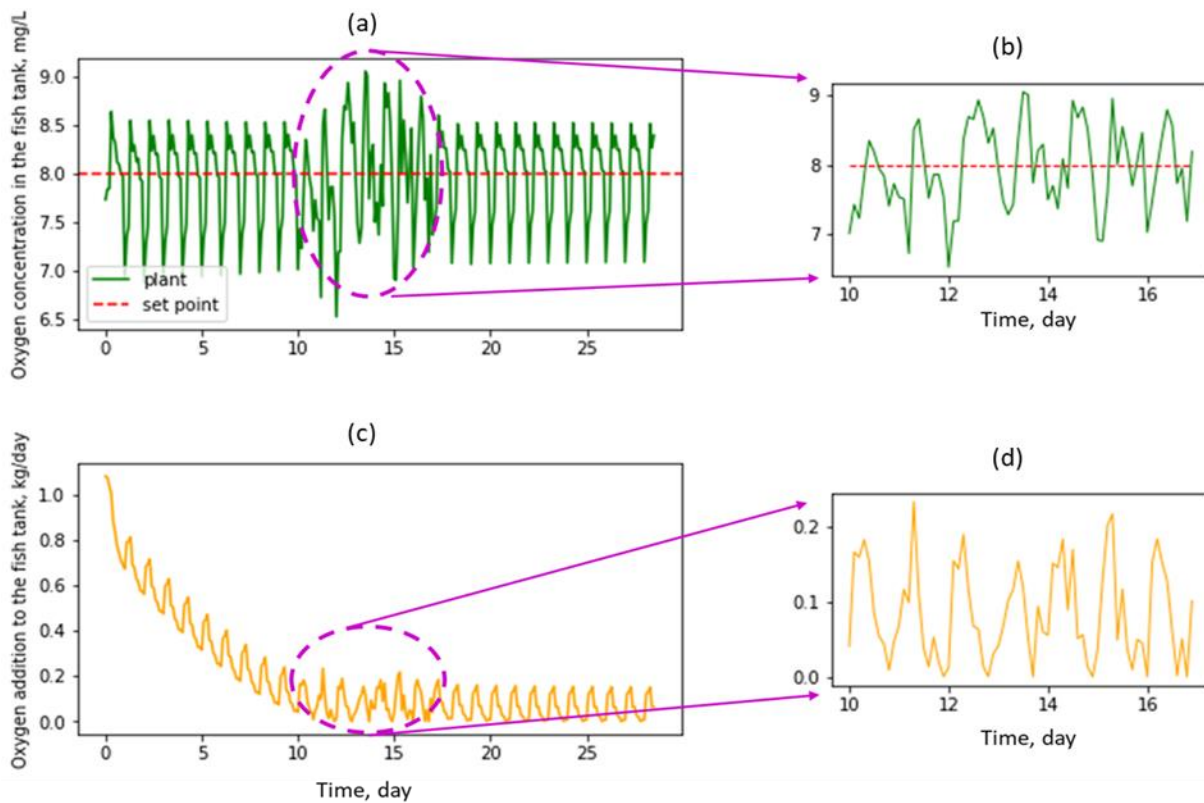 (a)
Oxygen concentration in the fish tank, mg/L
9.0
8.5
8.0
7.5
7.0
6.5
plant
set point
0 5 10 15 20 25
(b)
9
8
7
10 12 14 16
Time, day
(c)
Oxygen addition to the fish tank, kg/day
1.0
0.8
0.6
0.4
0.2
0.0
0 5 10 15 20 25
Time, day
(d)
0.2
0.1
0.0
10 12 14 16
Time, day